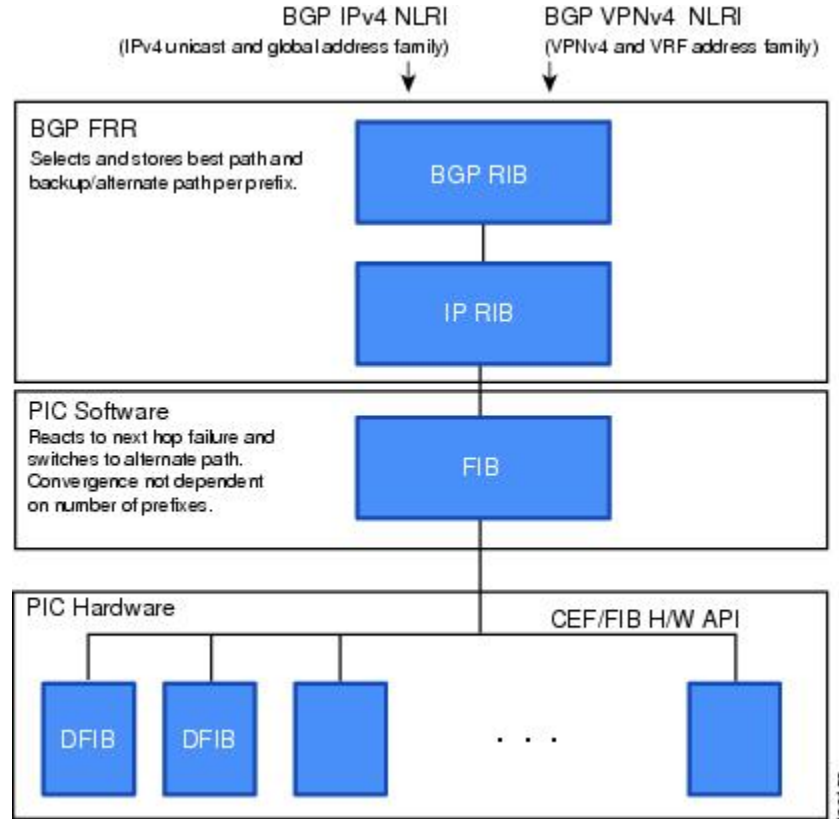 BGP IPv4 NLRI
(IPv4 unicast and global address family)
BGP VPNv4 NLRI
(VPNv4 and VRF address family)
BGP FRR
Selects and stores best path and
backup/alternate path per prefix.
BGP RIB
IP RIB
PIC Software
Reacts to next hop failure and
switches to alternate path.
Convergence not dependent
on number of prefixes.
FIB
PIC Hardware
CEF/FIB H/W API
DFIB
DFIB
. . .